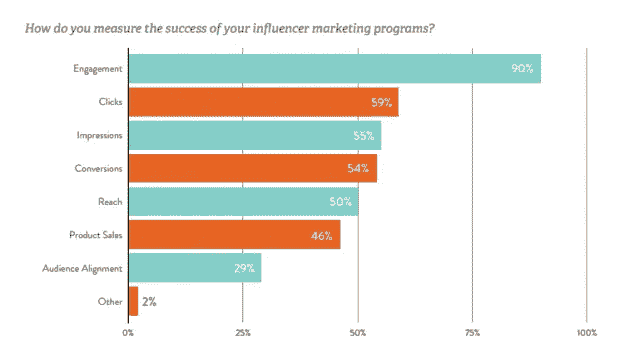 How do you measure the success of your influencer marketing programs?
Engagement 90%
Clicks 59%
Impressions 55%
Conversions 54%
Reach 50%
Product Sales 46%
Audience Alignment 29%
Other 2%
0% 25% 50% 75% 100%